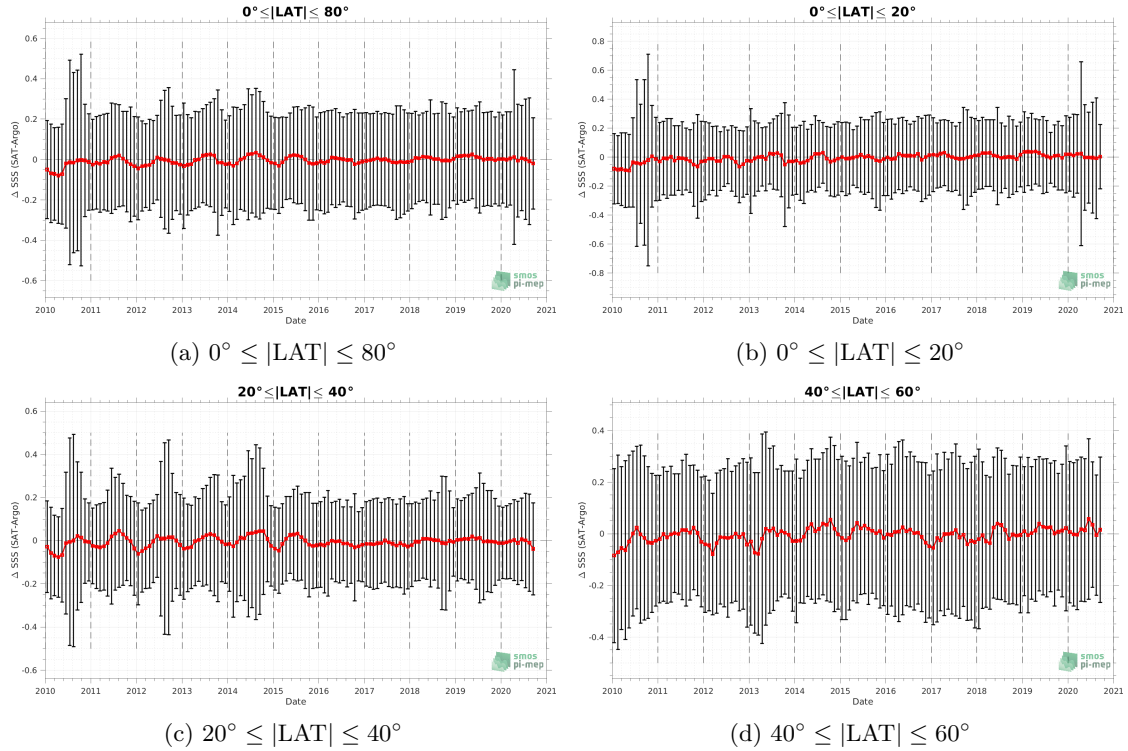 0°≤|LAT|≤ 80°
0.6
0.4
0.2
0
-0.2
-0.4
-0.6
Δ SSS (SAT-Argo)
2010 2011 2012 2013 2014 2015 2016 2017 2018 2019 2020 2021
Date
smos
pi-mep
(a) 0° ≤ |LAT| ≤ 80°
0°≤|LAT|≤ 20°
0.8
0.6
0.4
0.2
0
-0.2
-0.4
-0.6
-0.8
Δ SSS (SAT-Argo)
2010 2011 2012 2013 2014 2015 2016 2017 2018 2019 2020 2021
Date
smos
pi-mep
(b) 0° ≤ |LAT| ≤ 20°
20°≤|LAT|≤ 40°
0.6
0.4
0.2
0
-0.2
-0.4
-0.6
Δ SSS (SAT-Argo)
2010 2011 2012 2013 2014 2015 2016 2017 2018 2019 2020 2021
Date
smos
pi-mep
(c) 20° ≤ |LAT| ≤ 40°
40°≤|LAT|≤ 60°
0.4
0.2
0
-0.2
-0.4
Δ SSS (SAT-Argo)
2010 2011 2012 2013 2014 2015 2016 2017 2018 2019 2020 2021
Date
smos
pi-mep
(d) 40° ≤ |LAT| ≤ 60°